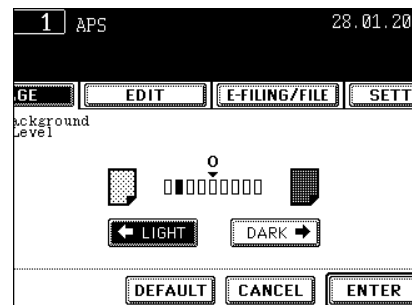 1 APS 28.01.20
GE EDIT E-FILING/FILE SETT
ackground
Level
0
LIGHT DARK
DEFAULT CANCEL ENTER